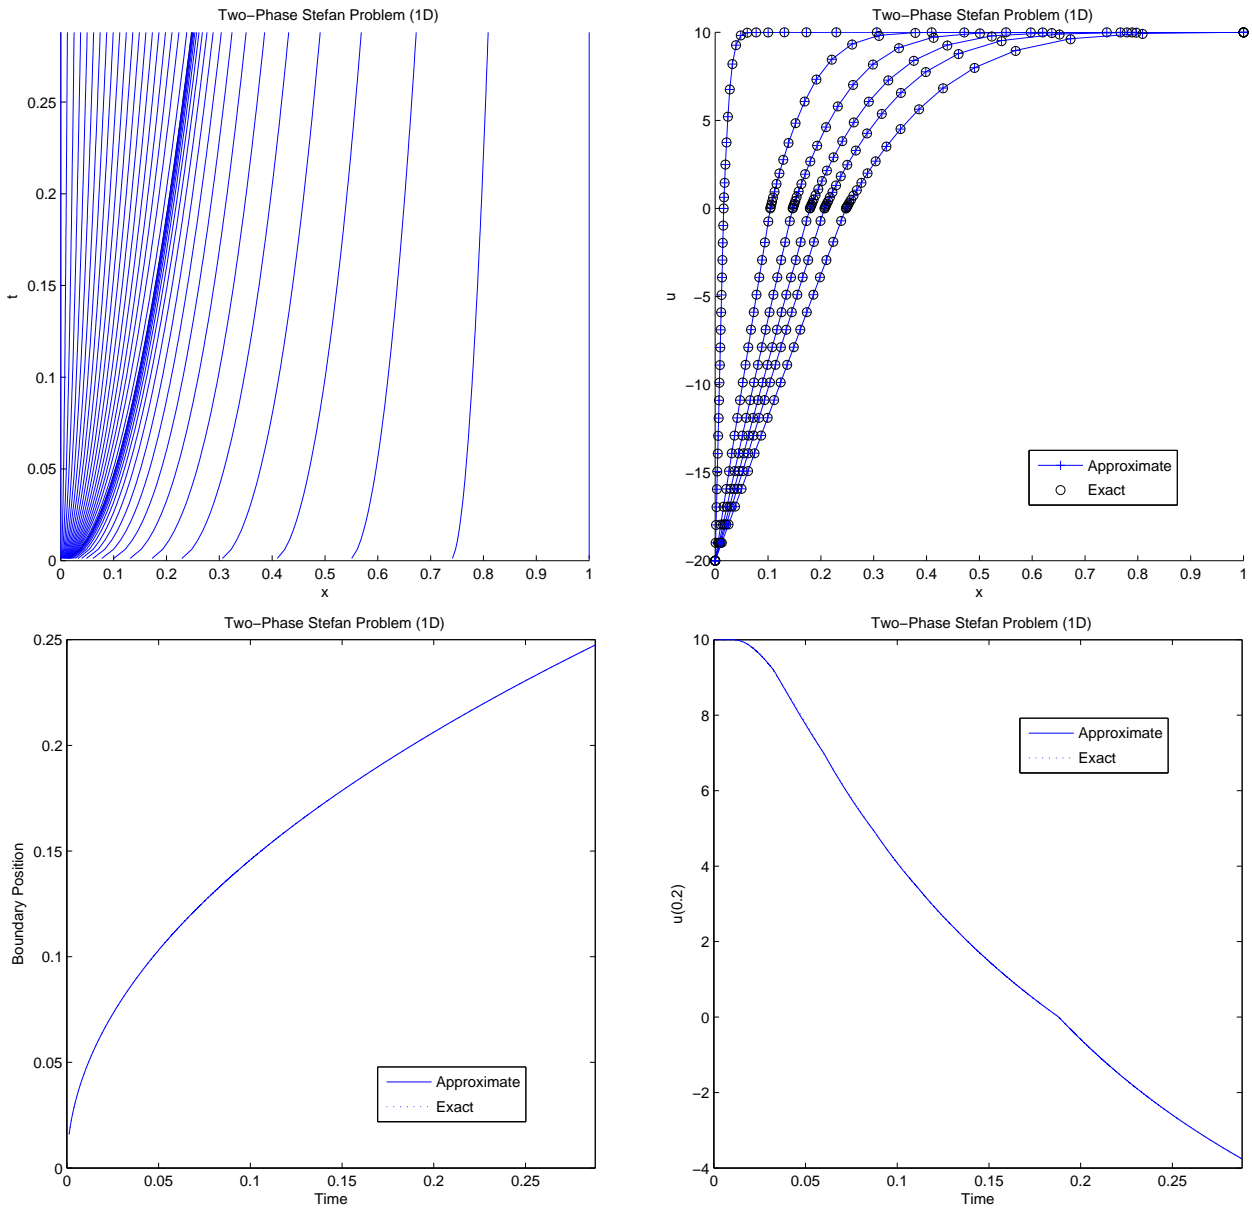 Two−Phase Stefan Problem (1D)
0.25
0.2
0.15
0.1
0.05
0
t
0 0.1 0.2 0.3 0.4 0.5 0.6 0.7 0.8 0.9 1
x
Two−Phase Stefan Problem (1D)
10
5
0
−5
−10
−15
−20
u
Approximate
Exact
0 0.1 0.2 0.3 0.4 0.5 0.6 0.7 0.8 0.9 1
x
Two−Phase Stefan Problem (1D)
0.25
0.2
0.15
0.1
0.05
0
Boundary Position
Approximate
Exact
0 0.05 0.1 0.15 0.2 0.25
Time
Two−Phase Stefan Problem (1D)
10
8
6
4
2
0
−2
−4
u(0.2)
Approximate
Exact
0 0.05 0.1 0.15 0.2 0.25
Time